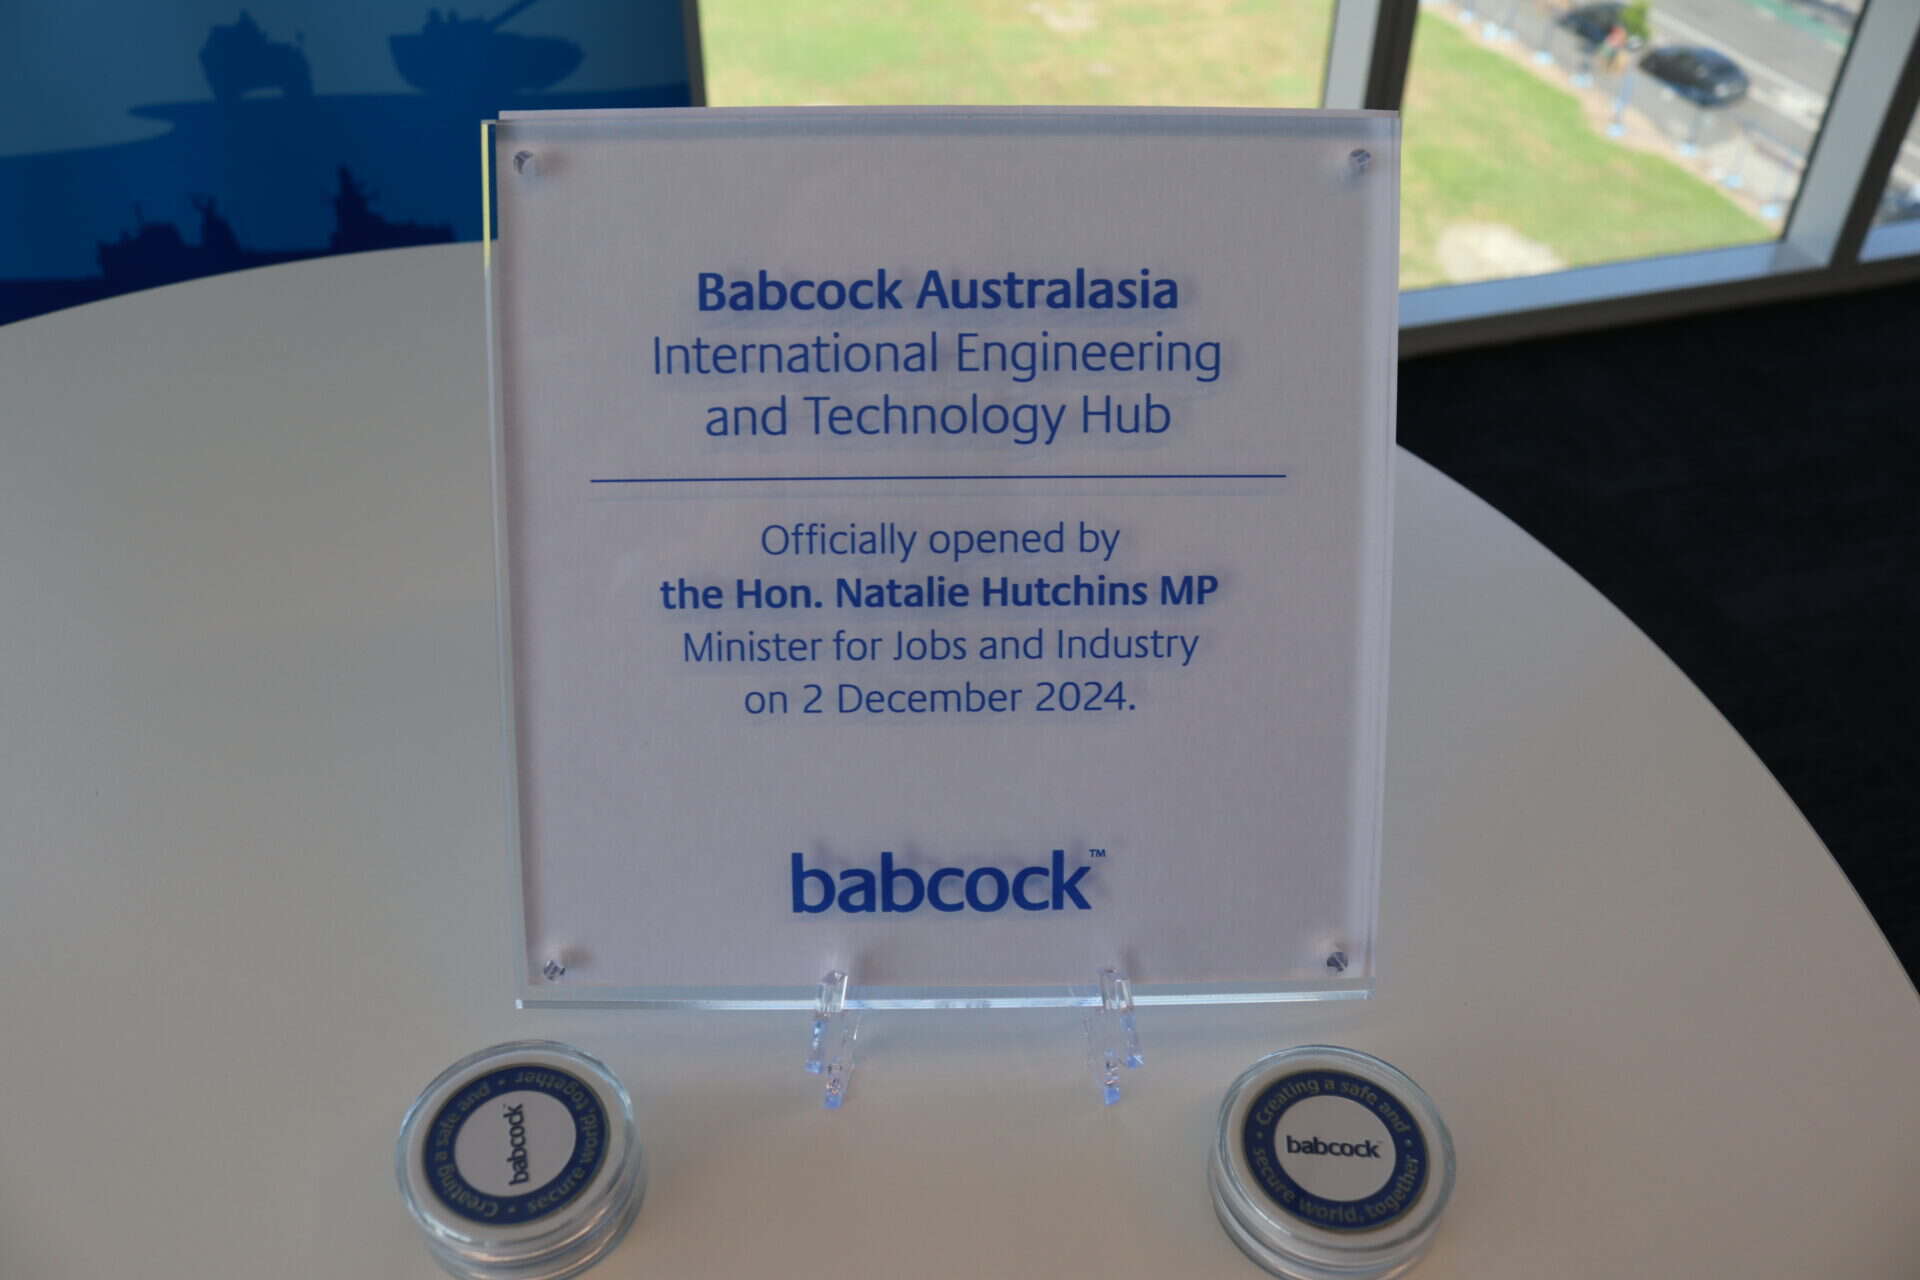 Babcock Australasia
International Engineering
and Technology Hub
Officially opened by
the Hon. Natalie Hutchins MP
Minister for Jobs and Industry
on 2 December 2024.
babcock™
Creating a safe and •
secure world, together •
babcock
Creating a safe and •
secure world, together •
babcock™